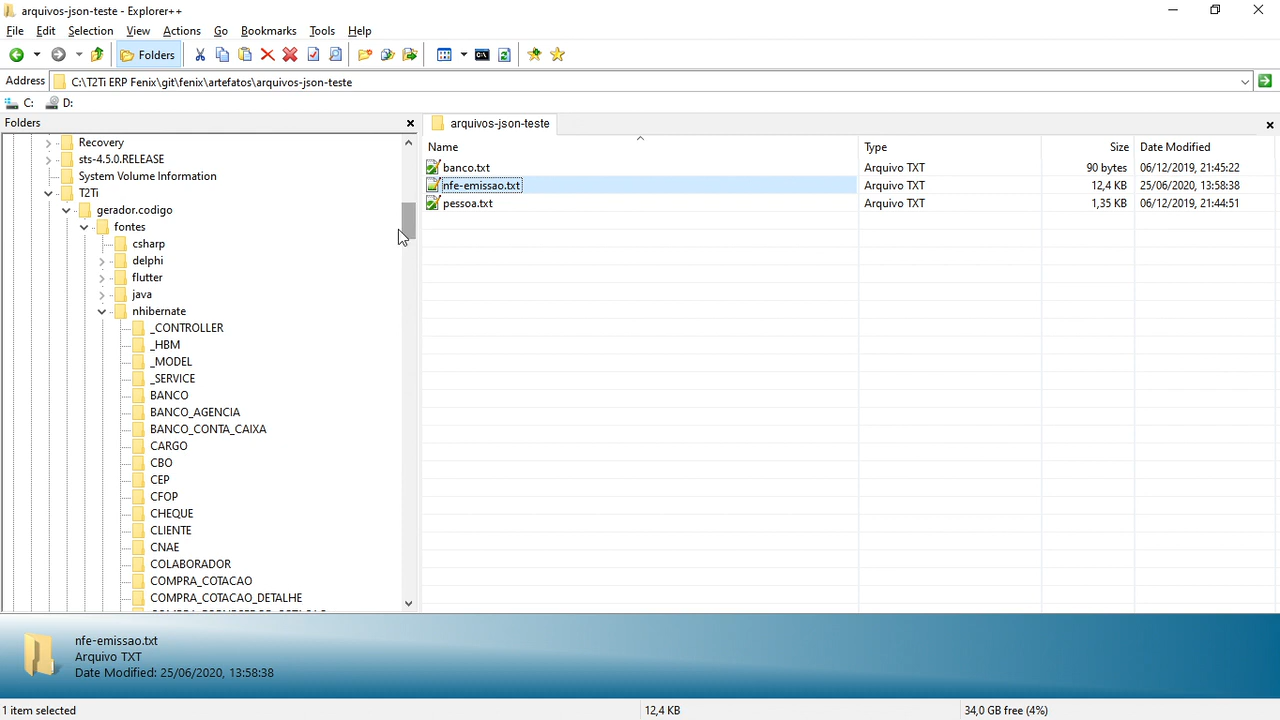 arquivos-json-teste - Explorer++
File Edit Selection View Actions Go Bookmarks Tools Help
Folders
Address C:\T2Ti ERP Fenix\git\fenix\artefatos\arquivos-json-teste
C: D:
Folders
Recovery
sts-4.5.0.RELEASE
System Volume Information
T2Ti
gerador.codigo
fontes
csharp
delphi
flutter
java
nhibernate
_CONTROLLER
_HBM
_MODEL
_SERVICE
BANCO
BANCO_AGENCIA
BANCO_CONTA_CAIXA
CARGO
CBO
CEP
CFOP
CHEQUE
CLIENTE
CNAE
COLABORADOR
COMPRA_COTACAO
COMPRA_COTACAO_DETALHE
arquivos-json-teste
Name Type Size Date Modified
banco.txt Arquivo TXT 90 bytes 06/12/2019, 21:45:22
nfe-emissao.txt Arquivo TXT 12,4 KB 25/06/2020, 13:58:38
pessoa.txt Arquivo TXT 1,35 KB 06/12/2019, 21:44:51
nfe-emissao.txt
Arquivo TXT
Date Modified: 25/06/2020, 13:58:38
1 item selected 12,4 KB 34,0 GB free (4%)